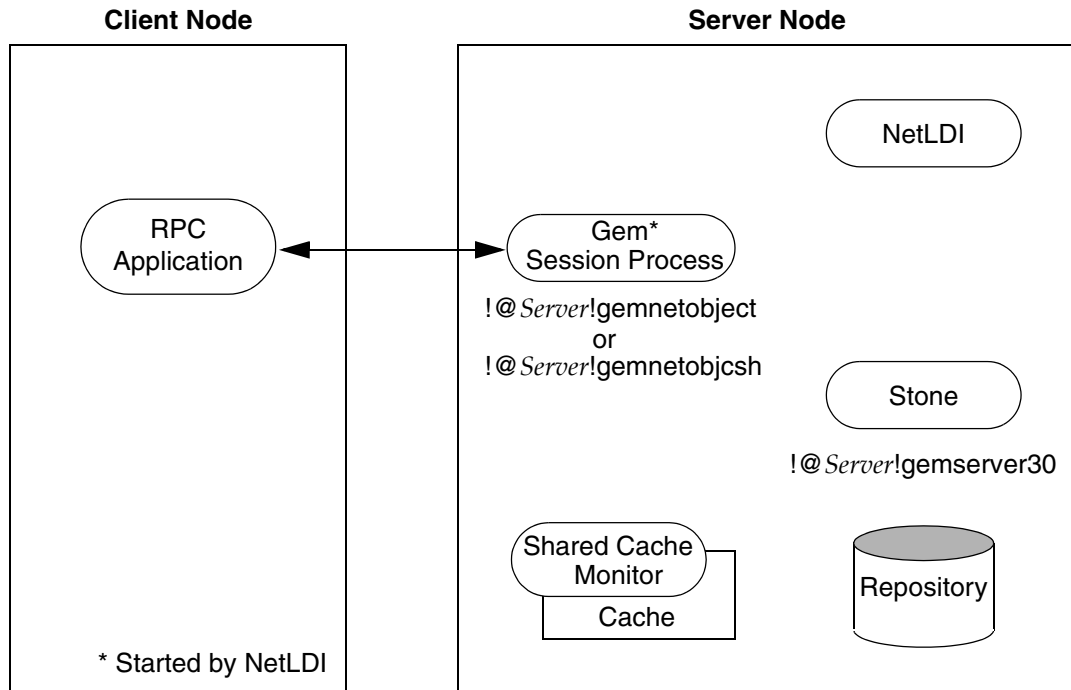 Client Node
Server Node
NetLDI
RPC
Application
Gem*
Session Process
!@Server!gemnetobject
or
!@Server!gemnetobjcsh
Stone
!@Server!gemserver30
Shared Cache
Monitor
Cache
Repository
* Started by NetLDI